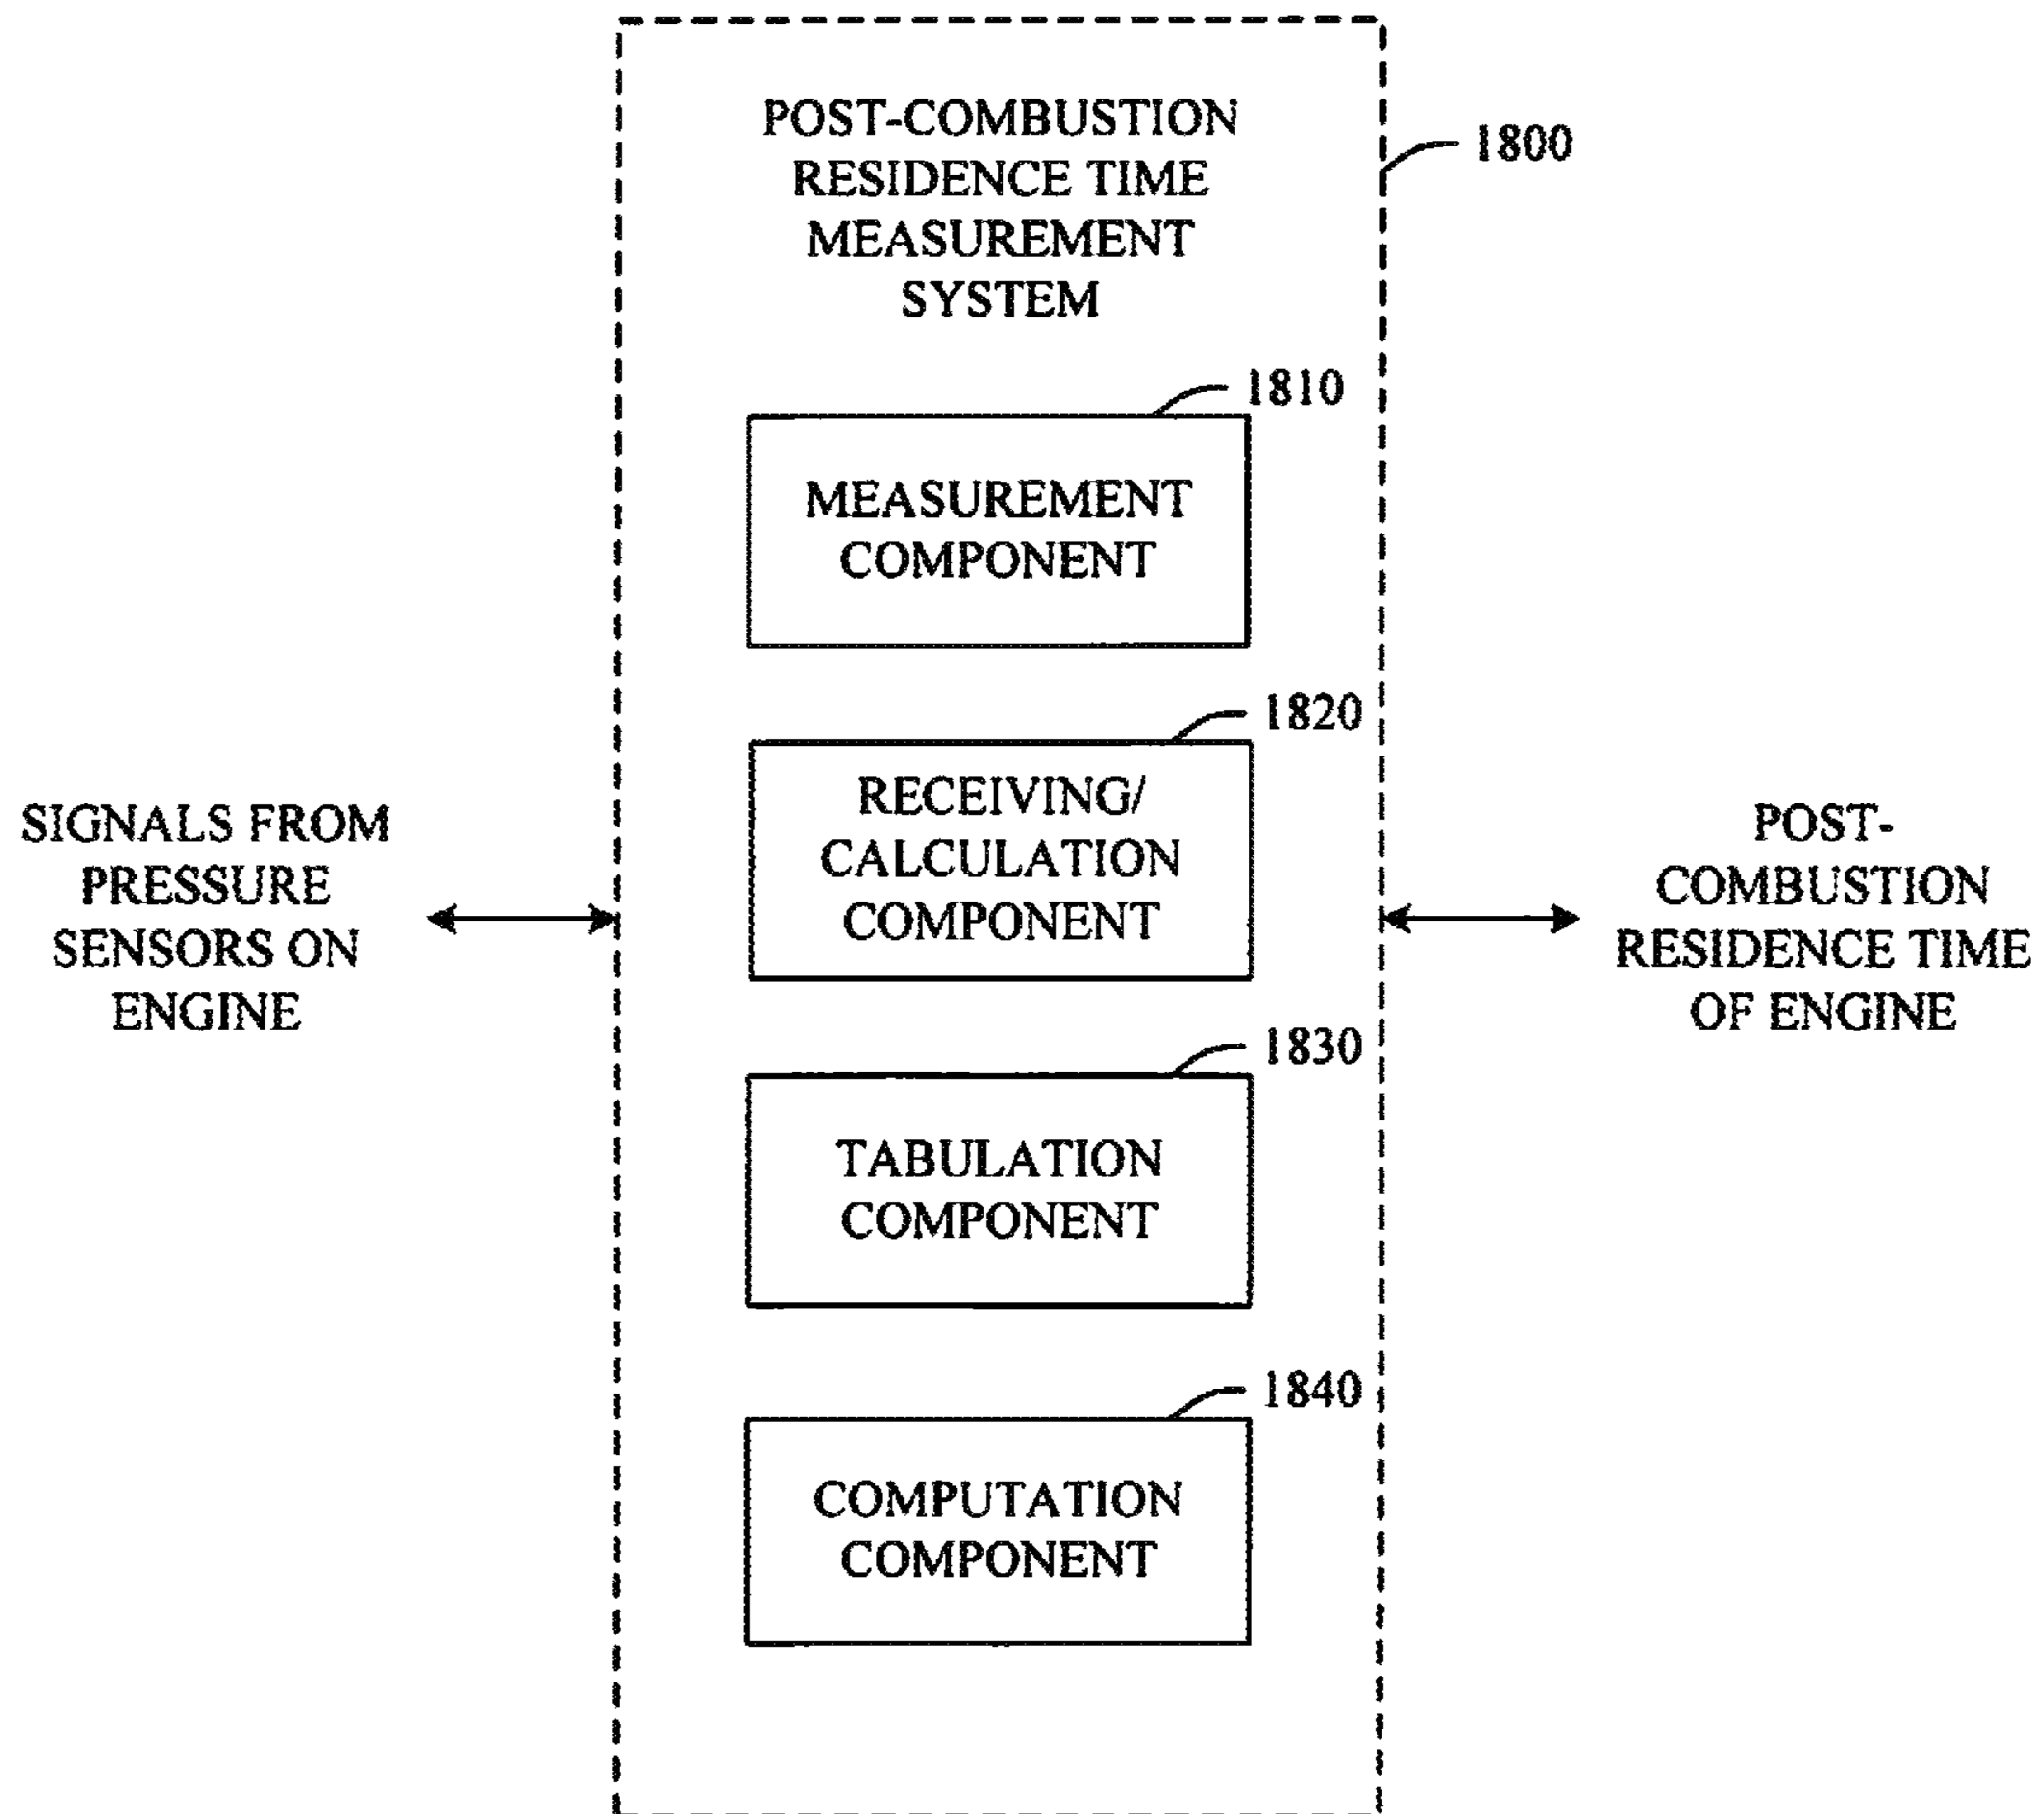 POST-COMBUSTION
RESIDENCE TIME
MEASUREMENT
SYSTEM
1800
1810
MEASUREMENT
COMPONENT
1820
RECEIVING/
CALCULATION
COMPONENT
SIGNALS FROM
PRESSURE
SENSORS ON
ENGINE
POST-
COMBUSTION
RESIDENCE TIME
OF ENGINE
1830
TABULATION
COMPONENT
1840
COMPUTATION
COMPONENT